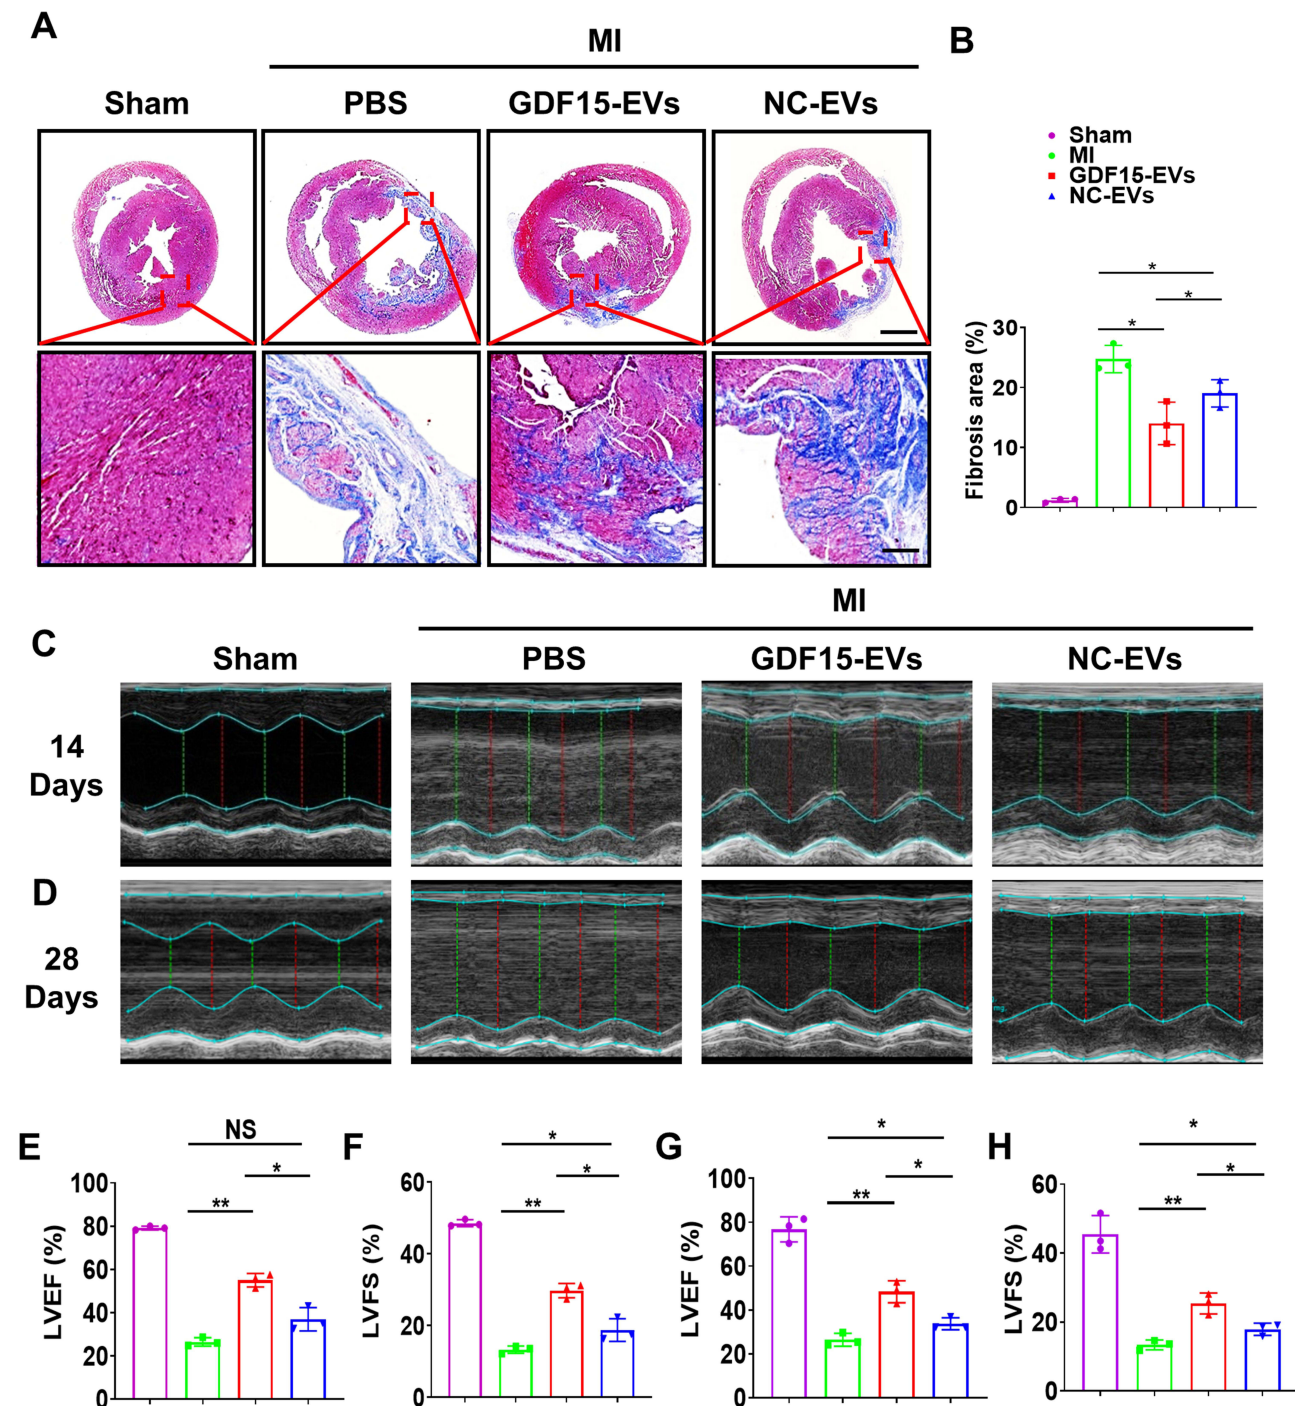 A
MI
Sham
PBS
GDF15-EVs
NC-EVs
B
Sham
MI
GDF15-EVs
NC-EVs
*
*
*
Fibrosis area (%)
30
20
10
0
MI
C
Sham
PBS
GDF15-EVs
NC-EVs
14
Days
D
28
Days
E
NS
*
**
LVEF (%)
100
80
60
40
20
0
F
*
*
**
LVFS (%)
60
40
20
0
G
*
*
**
LVEF (%)
100
80
60
40
20
0
H
*
*
**
LVFS (%)
60
40
20
0